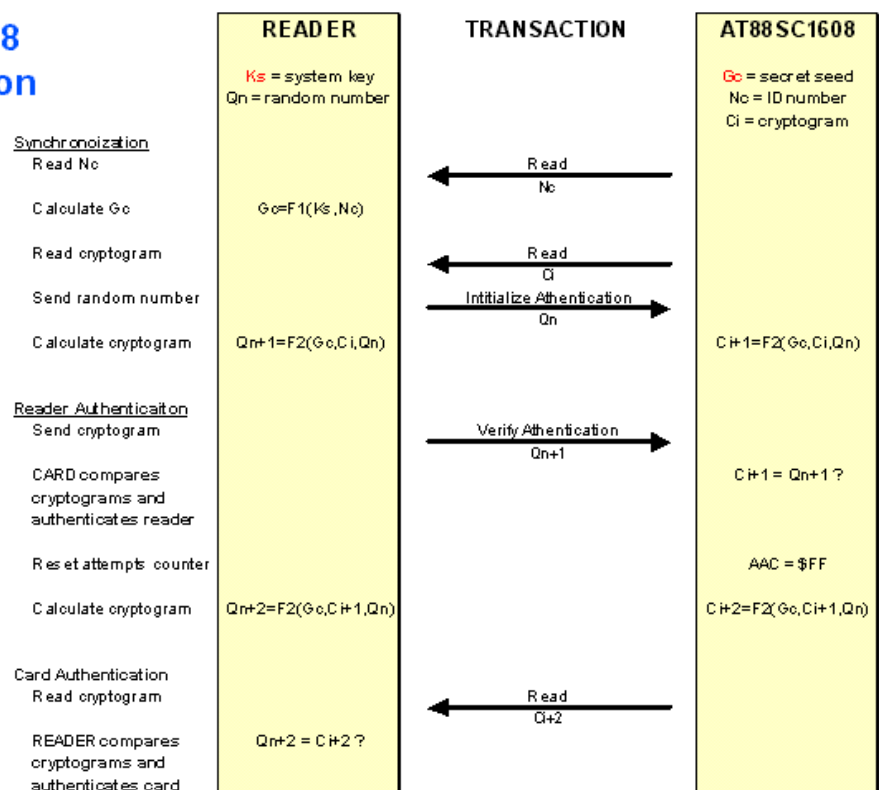 8
on
READER TRANSACTION AT88SC1608
Ks = system key
Qn = random number
Gc = secret seed
Nc = ID number
Ci = cryptogram
Synchronoization
Read Nc
Read
Nc
Calculate Gc Gc=F1(Ks,Nc)
Read cryptogram
Read
Ci
Send random number
Intitialize Athentication
Qn
Calculate cryptogram Qn+1=F2(Gc,Ci,Qn) Ci+1=F2(Gc,Ci,Qn)
Reader Authenticaiton
Send cryptogram
Verify Athentication
Qn+1
CARD compares
cryptograms and
authenticates reader
Ci+1 = Qn+1 ?
Reset attempts counter AAC = $FF
Calculate cryptogram Qn+2=F2(Gc,Ci+1,Qn) Ci+2=F2(Gc,Ci+1,Qn)
Card Authentication
Read cryptogram
Read
Ci+2
READER compares
cryptograms and
authenticates card
Qn+2 = Ci+2 ?